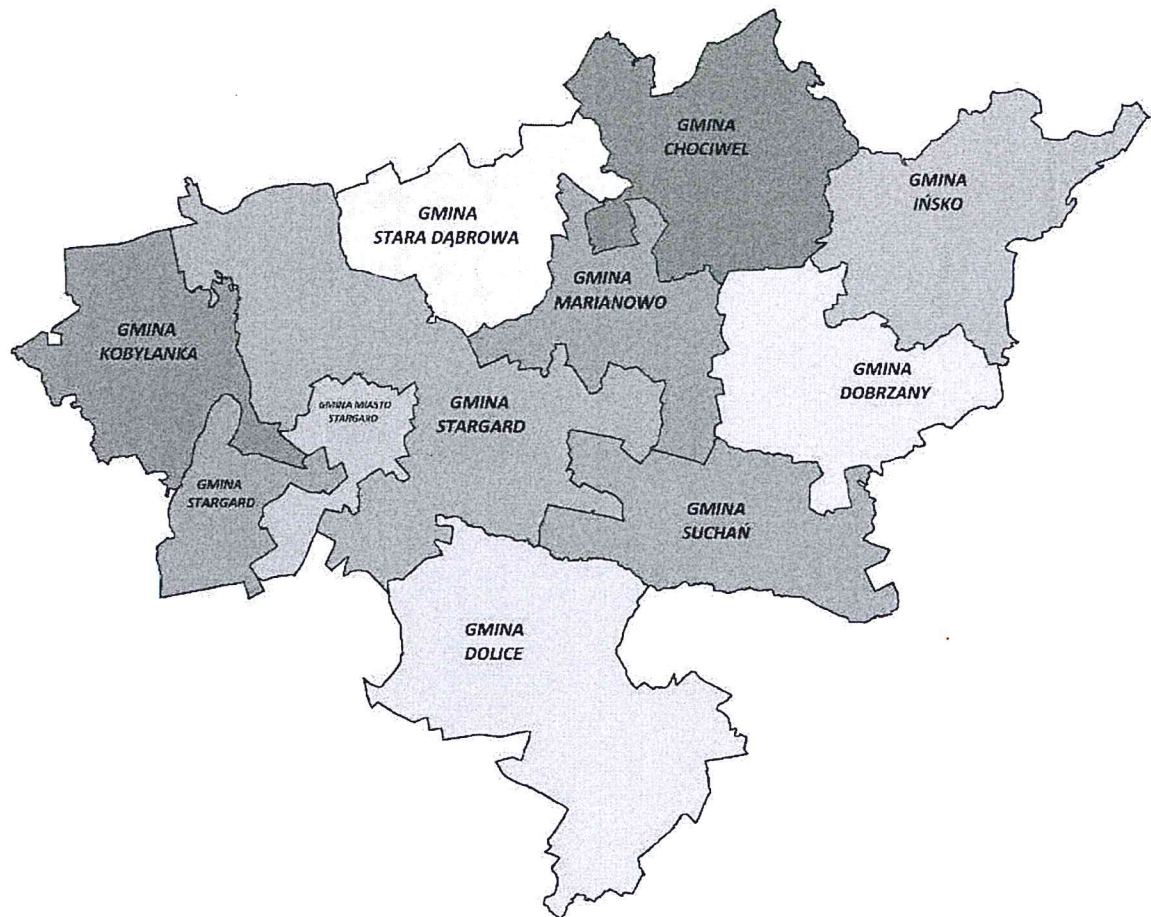 GMINA
CHOCIWEL
GMINA
IŃSKO
GMINA
STARA DĄBROWA
GMINA
MARIANOWO
GMINA
KOBYLANKA
GMINA
DOBRZANY
GMINA MIASTO
STARGARD
GMINA
STARGARD
GMINA
STARGARD
GMINA
SUCHAŃ
GMINA
DOLICE